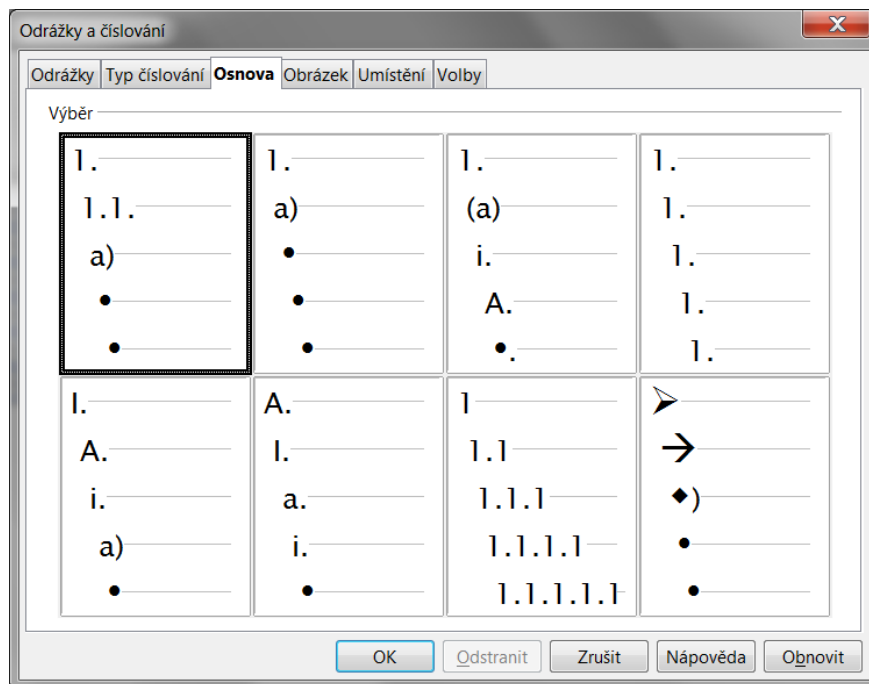 Odrážky a číslování
Odrážky Typ číslování Osnova Obrázek Umístění Volby
Výběr
1. 1. 1. 1.
1.1. a) (a) 1.
a) • i. 1.
• • A. 1.
• • •. 1.
I. A. 1 ➢
A. I. 1.1 →
i. a. 1.1.1 ◆)
a) i. 1.1.1.1 •
• • 1.1.1.1.1 •
OK Odstranit Zrušit Nápověda Obnovit